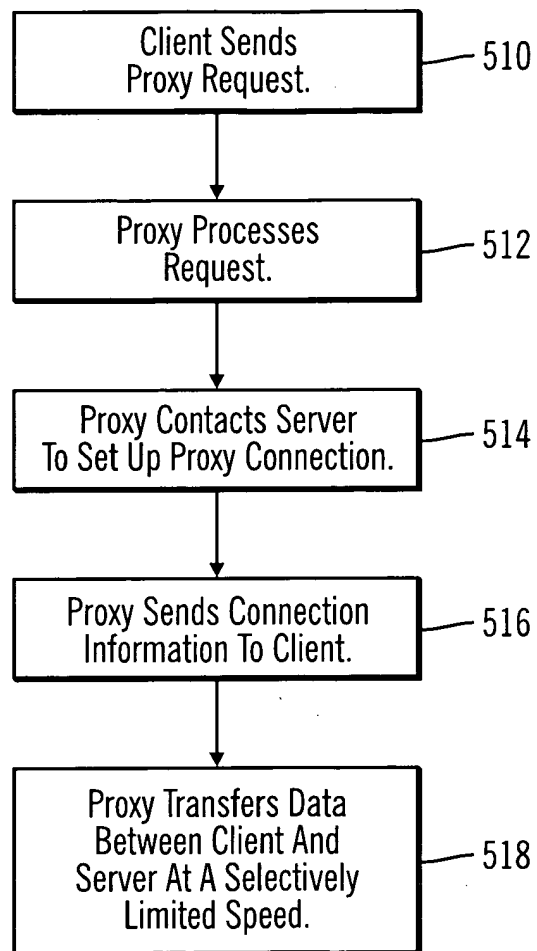 Client Sends
Proxy Request.
510
Proxy Processes
Request.
512
Proxy Contacts Server
To Set Up Proxy Connection.
514
Proxy Sends Connection
Information To Client.
516
Proxy Transfers Data
Between Client And
Server At A Selectively
Limited Speed.
518